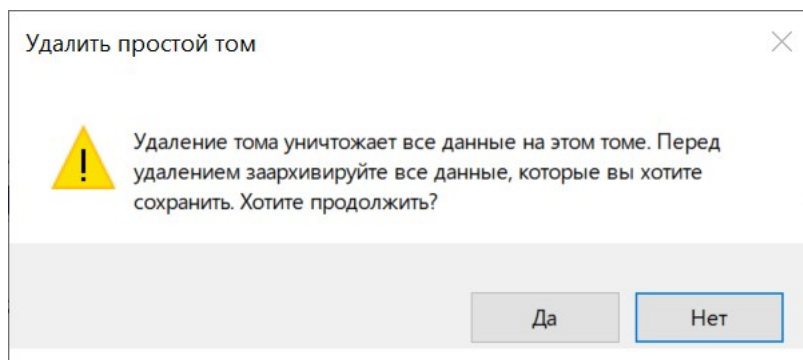 Удалить простой том
Удаление тома уничтожает все данные на этом томе. Перед
удалением заархивируйте все данные, которые вы хотите
сохранить. Хотите продолжить?
Да
Нет